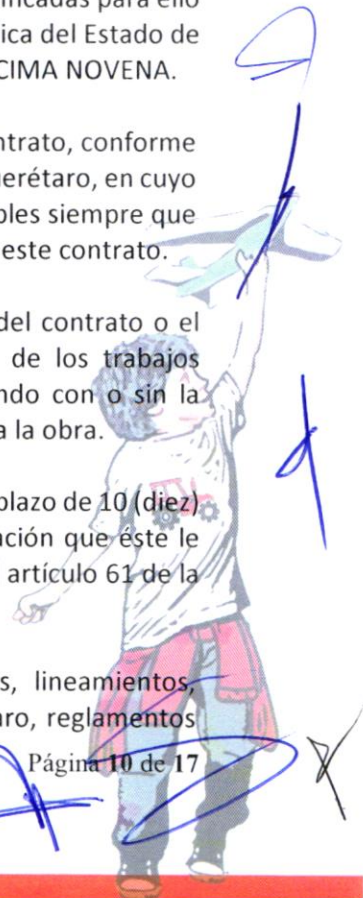 ficadas para ello
ica del Estado de
CIMA NOVENA.
ntrato, conforme
uerétaro, en cuyo
bles siempre que
este contrato.
del contrato o el
de los trabajos
ndo con o sin la
a la obra.
plazo de 10 (diez)
ación que éste le
artículo 61 de la
s, lineamientos,
aro, reglamentos
Página 10 de 17